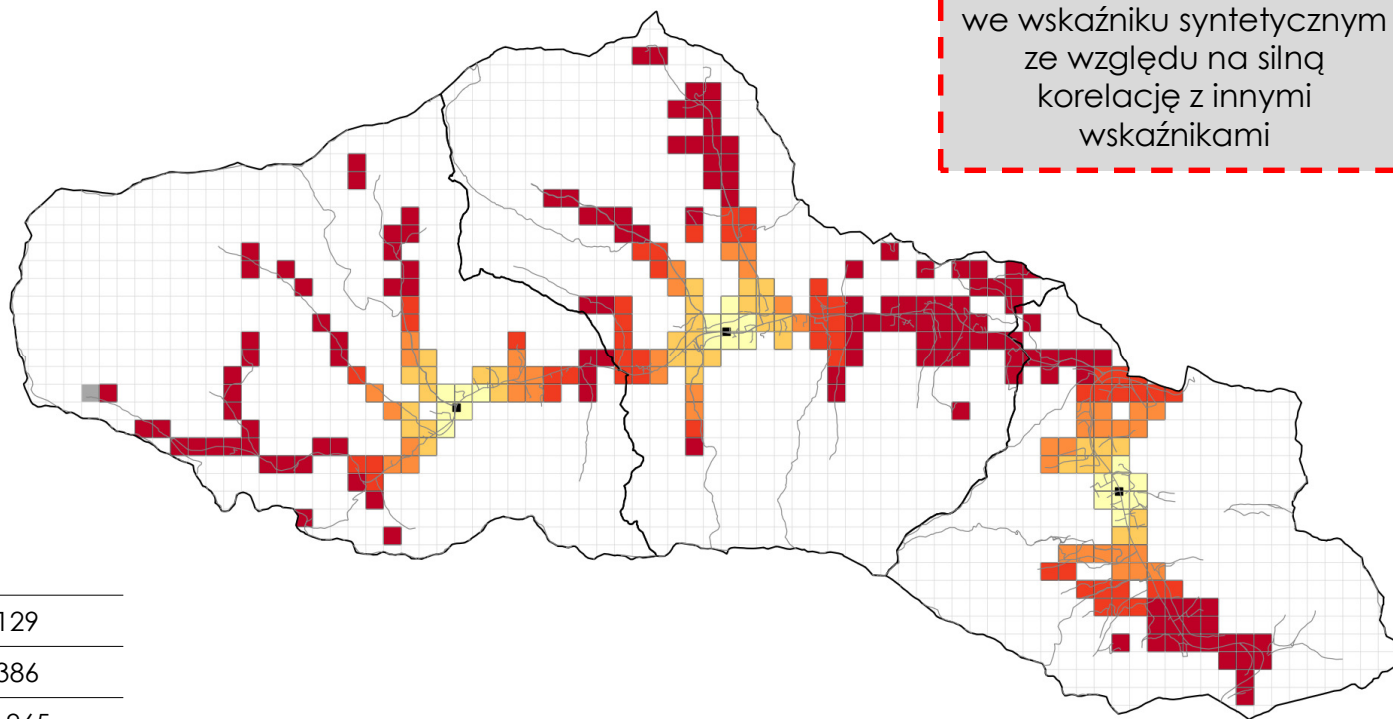 we wskaźniku syntetycznym
ze względu na silną
korelację z innymi
wskaźnikami
129
386